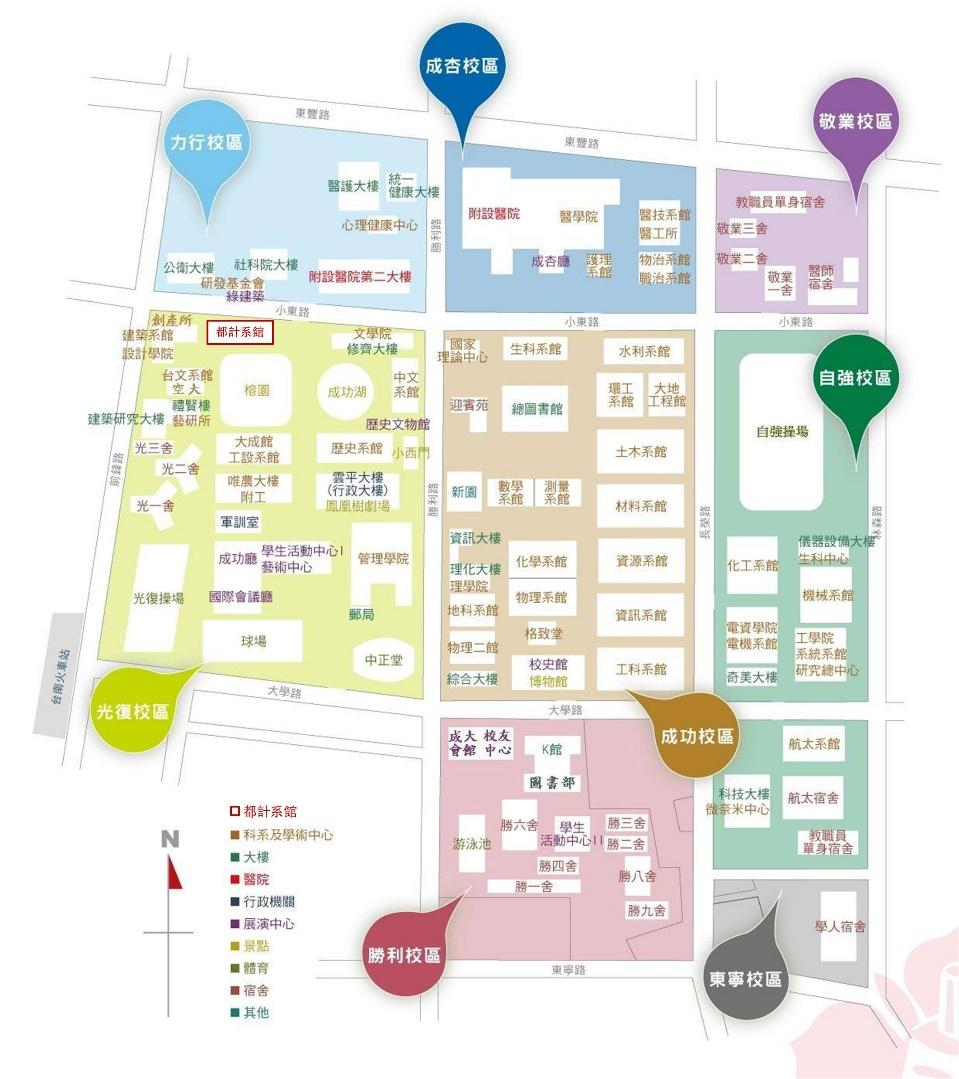 成杏校區
敬業校區
力行校區
東豐路
東豐路
醫護大樓
統一
健康大樓
心理健康中心
勝利路
公衛大樓
社科院大樓
研發基金會
綠建築
附設醫院第二大樓
附設醫院
醫學院
醫技系館
醫工所
成杏廳
護理
系館
物治系館
職治系館
教職員單身宿舍
敬業三舍
敬業二舍
敬業
一舍
醫師
宿舍
小東路
小東路
小東路
創產所
建築系館
設計學院
都計系館
文學院
修齊大樓
台文系館
空大
榕園
成功湖
中文
系館
禮賢樓
建築研究大樓
藝研所
歷史文物館
光三舍
大成館
工設系館
歷史系館
小西門
光二舍
前鋒路
唯農大樓
附工
雲平大樓
(行政大樓)
鳳凰樹劇場
勝利路
光一舍
軍訓室
成功廳
學生活動中心I
藝術中心
管理學院
光復操場
國際會議廳
郵局
球場
中正堂
台南火車站
光復校區
大學路
國家
理論中心
生科系館
水利系館
環工
系館
大地
工程館
迎賓苑
總圖書館
土木系館
新園
數學
系館
測量
系館
材料系館
資訊大樓
理化大樓
理學院
化學系館
資源系館
地科系館
物理系館
資訊系館
物理二館
格致堂
綜合大樓
校史館
博物館
工科系館
長榮路
自強校區
自強操場
林森路
儀器設備大樓
生科中心
化工系館
機械系館
電資學院
電機系館
工學院
系統系館
研究總中心
奇美大樓
大學路
成功校區
成大
會館
校友
中心
K館
圖書部
航太系館
科技大樓
微奈米中心
航太宿舍
教職員
單身宿舍
勝六舍
學生
活動中心II
勝三舍
勝二舍
游泳池
勝四舍
勝一舍
勝八舍
勝九舍
學人宿舍
勝利校區
東寧路
東寧校區
N
都計系館
科系及學術中心
大樓
醫院
行政機關
展演中心
景點
體育
宿舍
其他